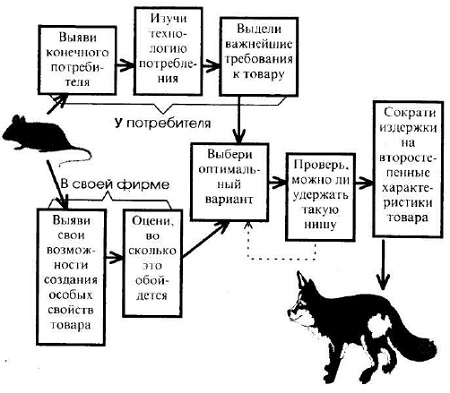 Выяви
конечного
потреби-
теля
Изучи
техно-
логию
потребле-
ния
Выдели
важнейшие
требования
к товару
У потребителя
В своей фирме
Выяви
свои
возмож-
ности
создания
особых
свойств
товара
Оцени, во
сколько
это
обой-
дется
Выбери
оптималь-
ный
вариант
Проверь,
можно ли
удержать
такую
нишу
Сократи
издержки
на
второсте-
пенные
характе-
ристики
товара